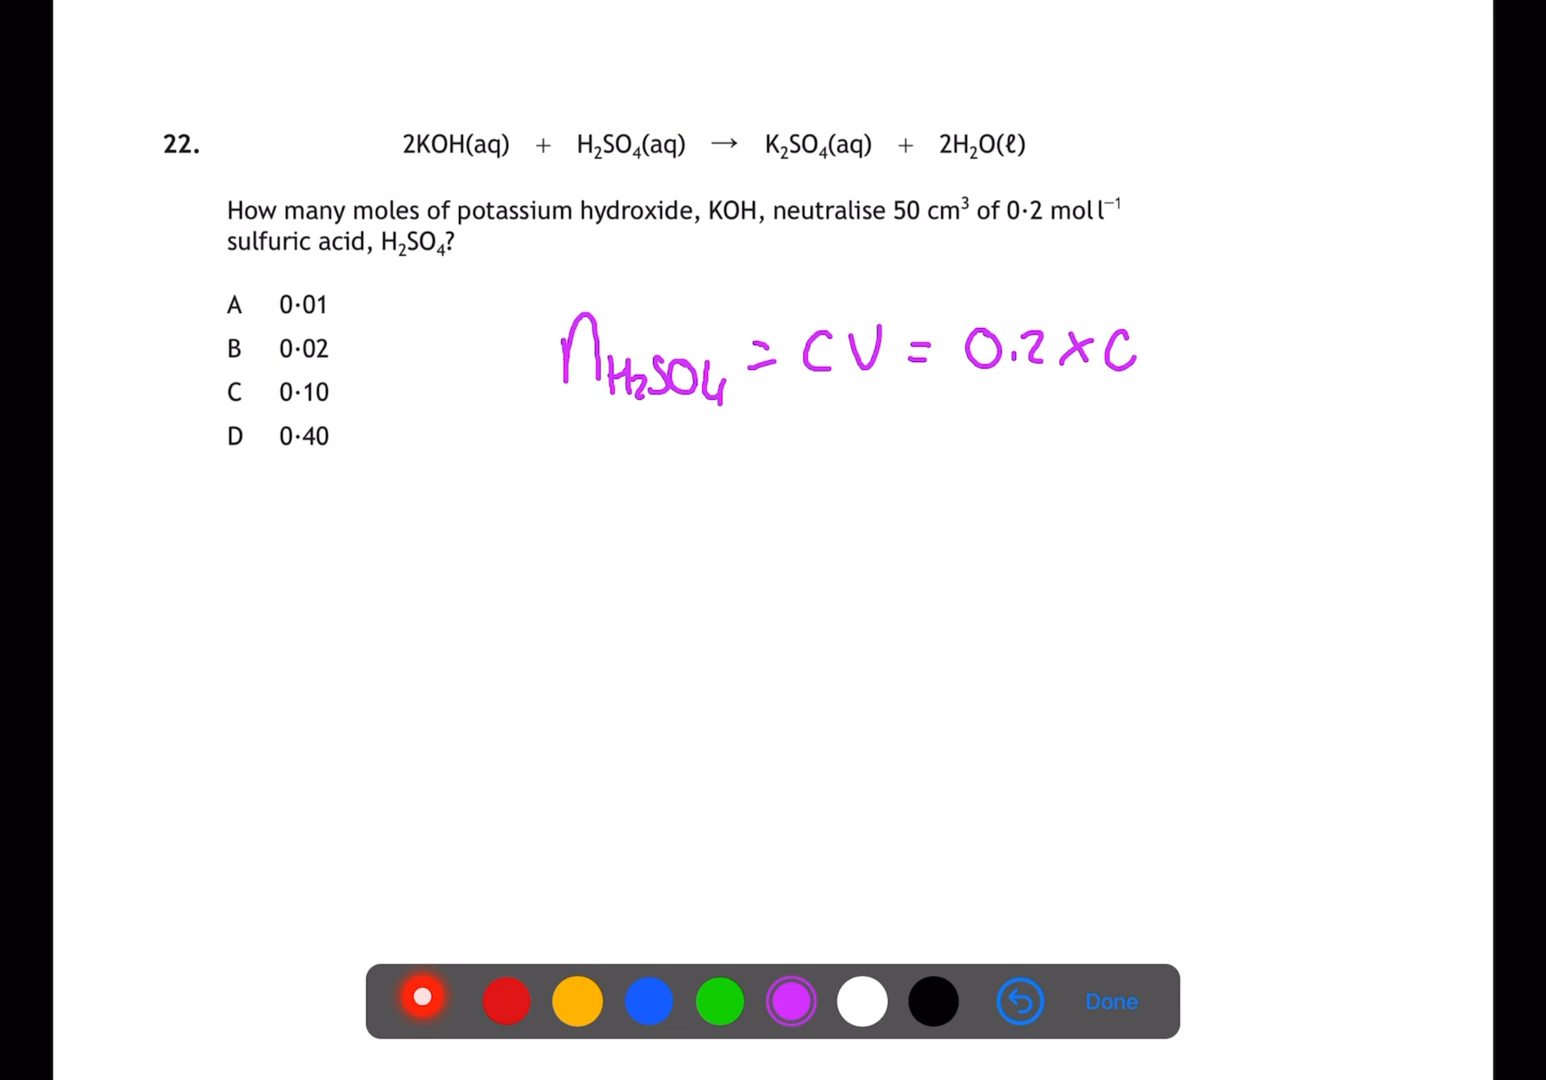 22. 2KOH(aq) + H₂SO₄(aq) → K₂SO₄(aq) + 2H₂O(ℓ)
How many moles of potassium hydroxide, KOH, neutralise 50 cm³ of 0·2 mol l⁻¹
sulfuric acid, H₂SO₄?
A 0·01
B 0·02
C 0·10
D 0·40
n H₂SO₄ = CV = 0.2 × C
Done